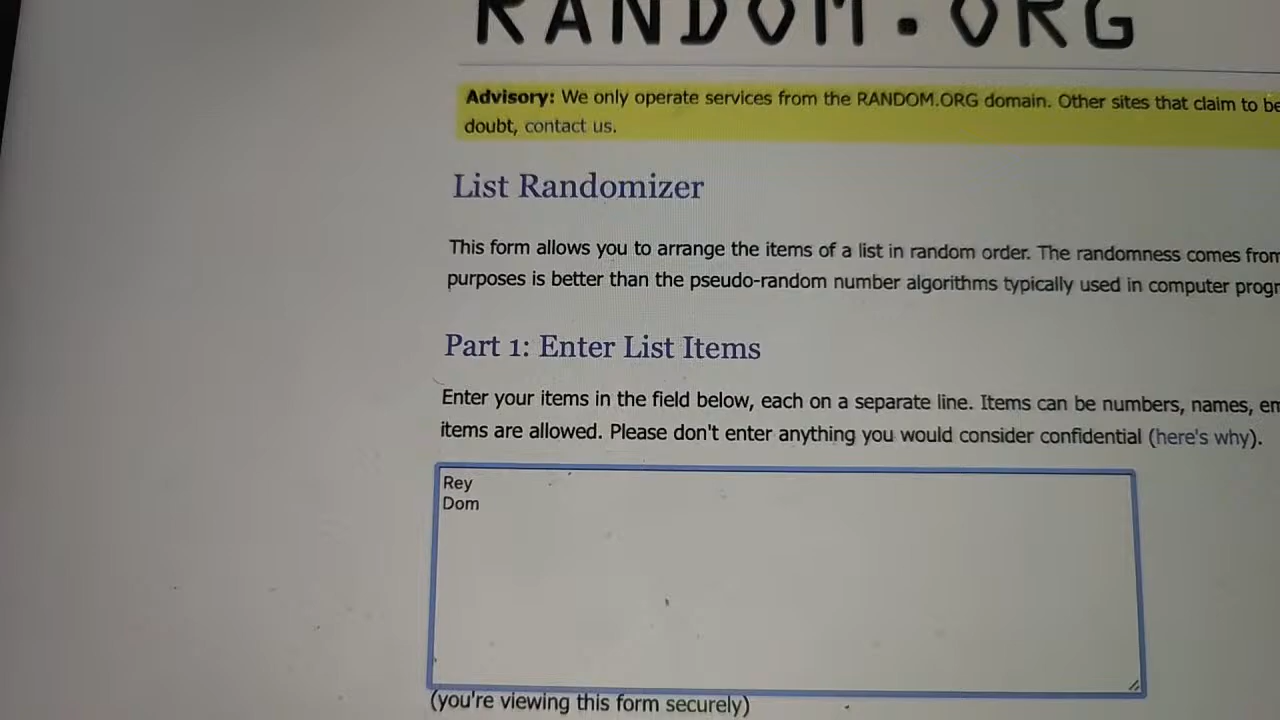 RANDOM.ORG
Advisory: We only operate services from the RANDOM.ORG domain. Other sites that claim to be
doubt, contact us.
List Randomizer
This form allows you to arrange the items of a list in random order. The randomness comes from
purposes is better than the pseudo-random number algorithms typically used in computer progr
Part 1: Enter List Items
Enter your items in the field below, each on a separate line. Items can be numbers, names, em
items are allowed. Please don't enter anything you would consider confidential (here's why).
Rey
Dom
(you're viewing this form securely)